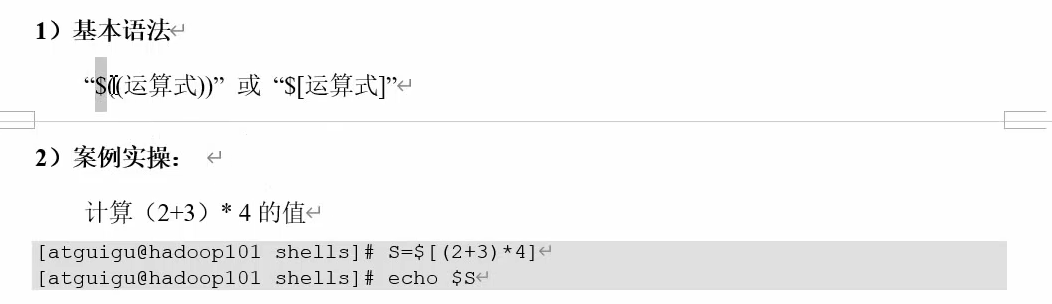 1）基本语法
“$((运算式))” 或 “$[运算式]”
2）案例实操：
计算（2+3）* 4 的值
[atguigu@hadoop101 shells]# S=$[(2+3)*4]
[atguigu@hadoop101 shells]# echo $S